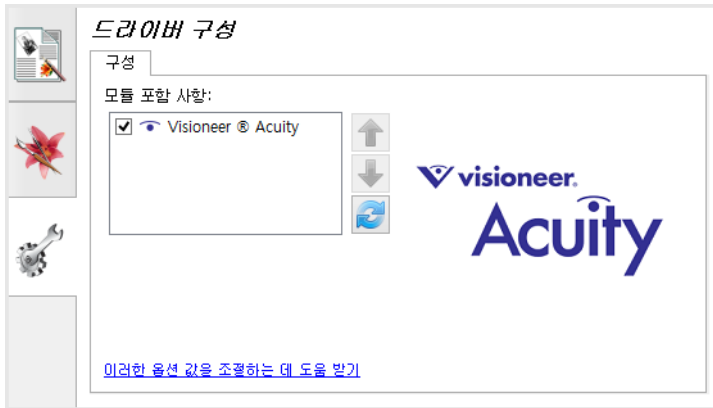 드라이버 구성
구성
모듈 포함 사항:
Visioneer ® Acuity
visioneer.
Acuity
이러한 옵션 값을 조절하는 데 도움 받기